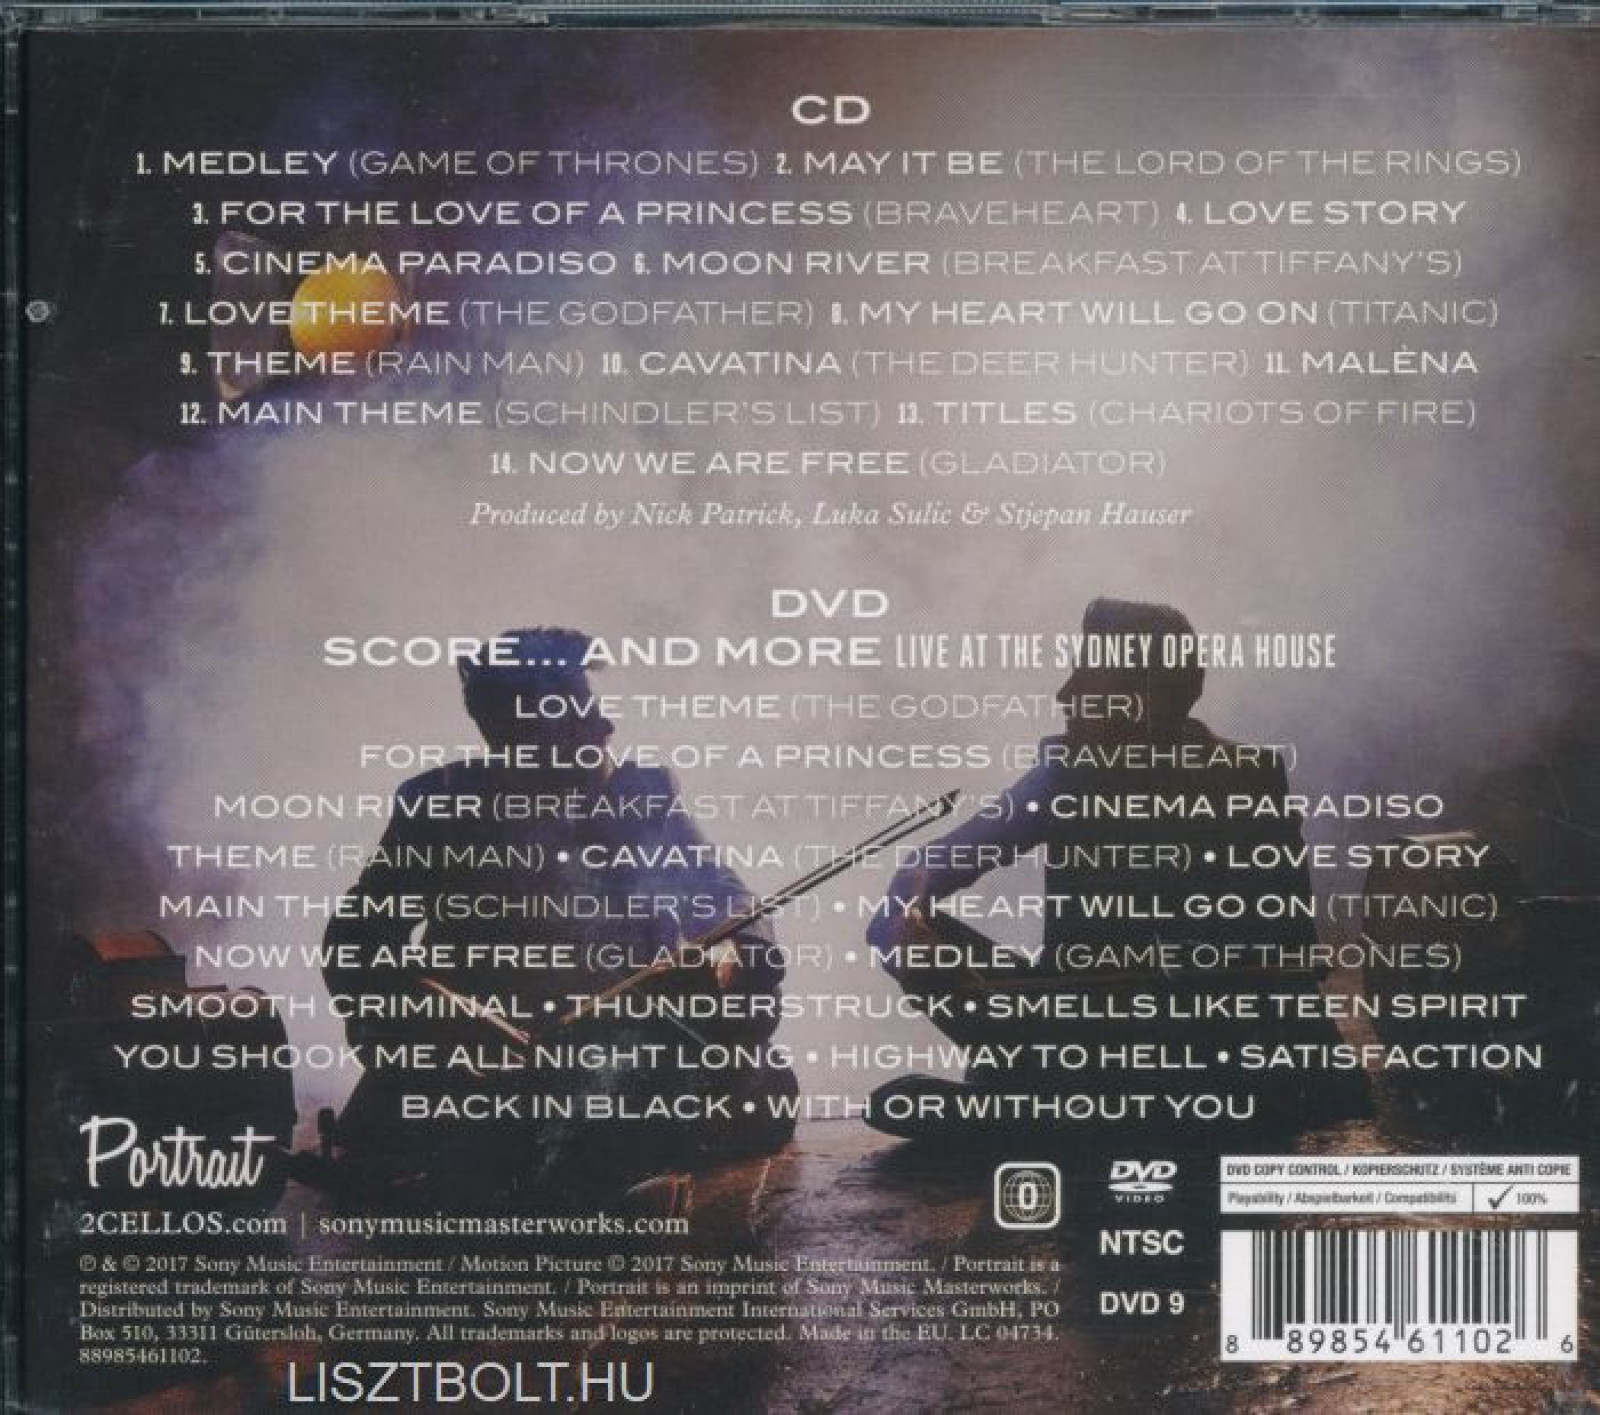 CD
1. MEDLEY (GAME OF THRONES) 2. MAY IT BE (THE LORD OF THE RINGS)
3. FOR THE LOVE OF A PRINCESS (BRAVEHEART) 4. LOVE STORY
5. CINEMA PARADISO 6. MOON RIVER (BREAKFAST AT TIFFANY'S)
7. LOVE THEME (THE GODFATHER) 8. MY HEART WILL GO ON (TITANIC)
9. THEME (RAIN MAN) 10. CAVATINA (THE DEER HUNTER) 11. MALÈNA
12. MAIN THEME (SCHINDLER'S LIST) 13. TITLES (CHARIOTS OF FIRE)
14. NOW WE ARE FREE (GLADIATOR)
Produced by Nick Patrick, Luka Sulic & Stjepan Hauser
DVD
SCORE... AND MORE LIVE AT THE SYDNEY OPERA HOUSE
LOVE THEME (THE GODFATHER)
FOR THE LOVE OF A PRINCESS (BRAVEHEART)
MOON RIVER (BREAKFAST AT TIFFANY'S) • CINEMA PARADISO
THEME (RAIN MAN) • CAVATINA (THE DEER HUNTER) • LOVE STORY
MAIN THEME (SCHINDLER'S LIST) • MY HEART WILL GO ON (TITANIC)
NOW WE ARE FREE (GLADIATOR) • MEDLEY (GAME OF THRONES)
SMOOTH CRIMINAL • THUNDERSTRUCK • SMELLS LIKE TEEN SPIRIT
YOU SHOOK ME ALL NIGHT LONG • HIGHWAY TO HELL • SATISFACTION
BACK IN BLACK • WITH OR WITHOUT YOU
Portrait
2CELLOS.com | sonymusicmasterworks.com
℗ & © 2017 Sony Music Entertainment / Motion Picture © 2017 Sony Music Entertainment. / Portrait is a
registered trademark of Sony Music Entertainment. / Portrait is an imprint of Sony Music Masterworks. /
Distributed by Sony Music Entertainment. Sony Music Entertainment International Services GmbH, PO
Box 510, 33311 Gütersloh, Germany. All trademarks and logos are protected. Made in the EU. LC 04734.
88985461102.
0
DVD
VIDEO
NTSC
DVD 9
DVD COPY CONTROL / KOPIERSCHUTZ / SYSTÈME ANTI COPIE
Playability / Abspielbarkeit / Compatibilité ✓ 100%
8 89854 61102 6
LISZTBOLT.HU